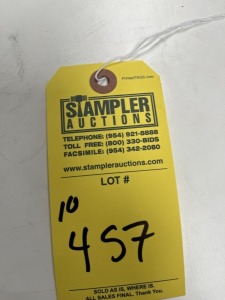 STAMPLER
AUCTIONS
TELEPHONE: (954) 921-8888
TOLL FREE: (800) 330-BIDS
FACSIMILE: (954) 342-2080
www.stamplerauctions.com
LOT #
10
457
SOLD AS IS, WHERE IS.
ALL SALES FINAL. Thank You.